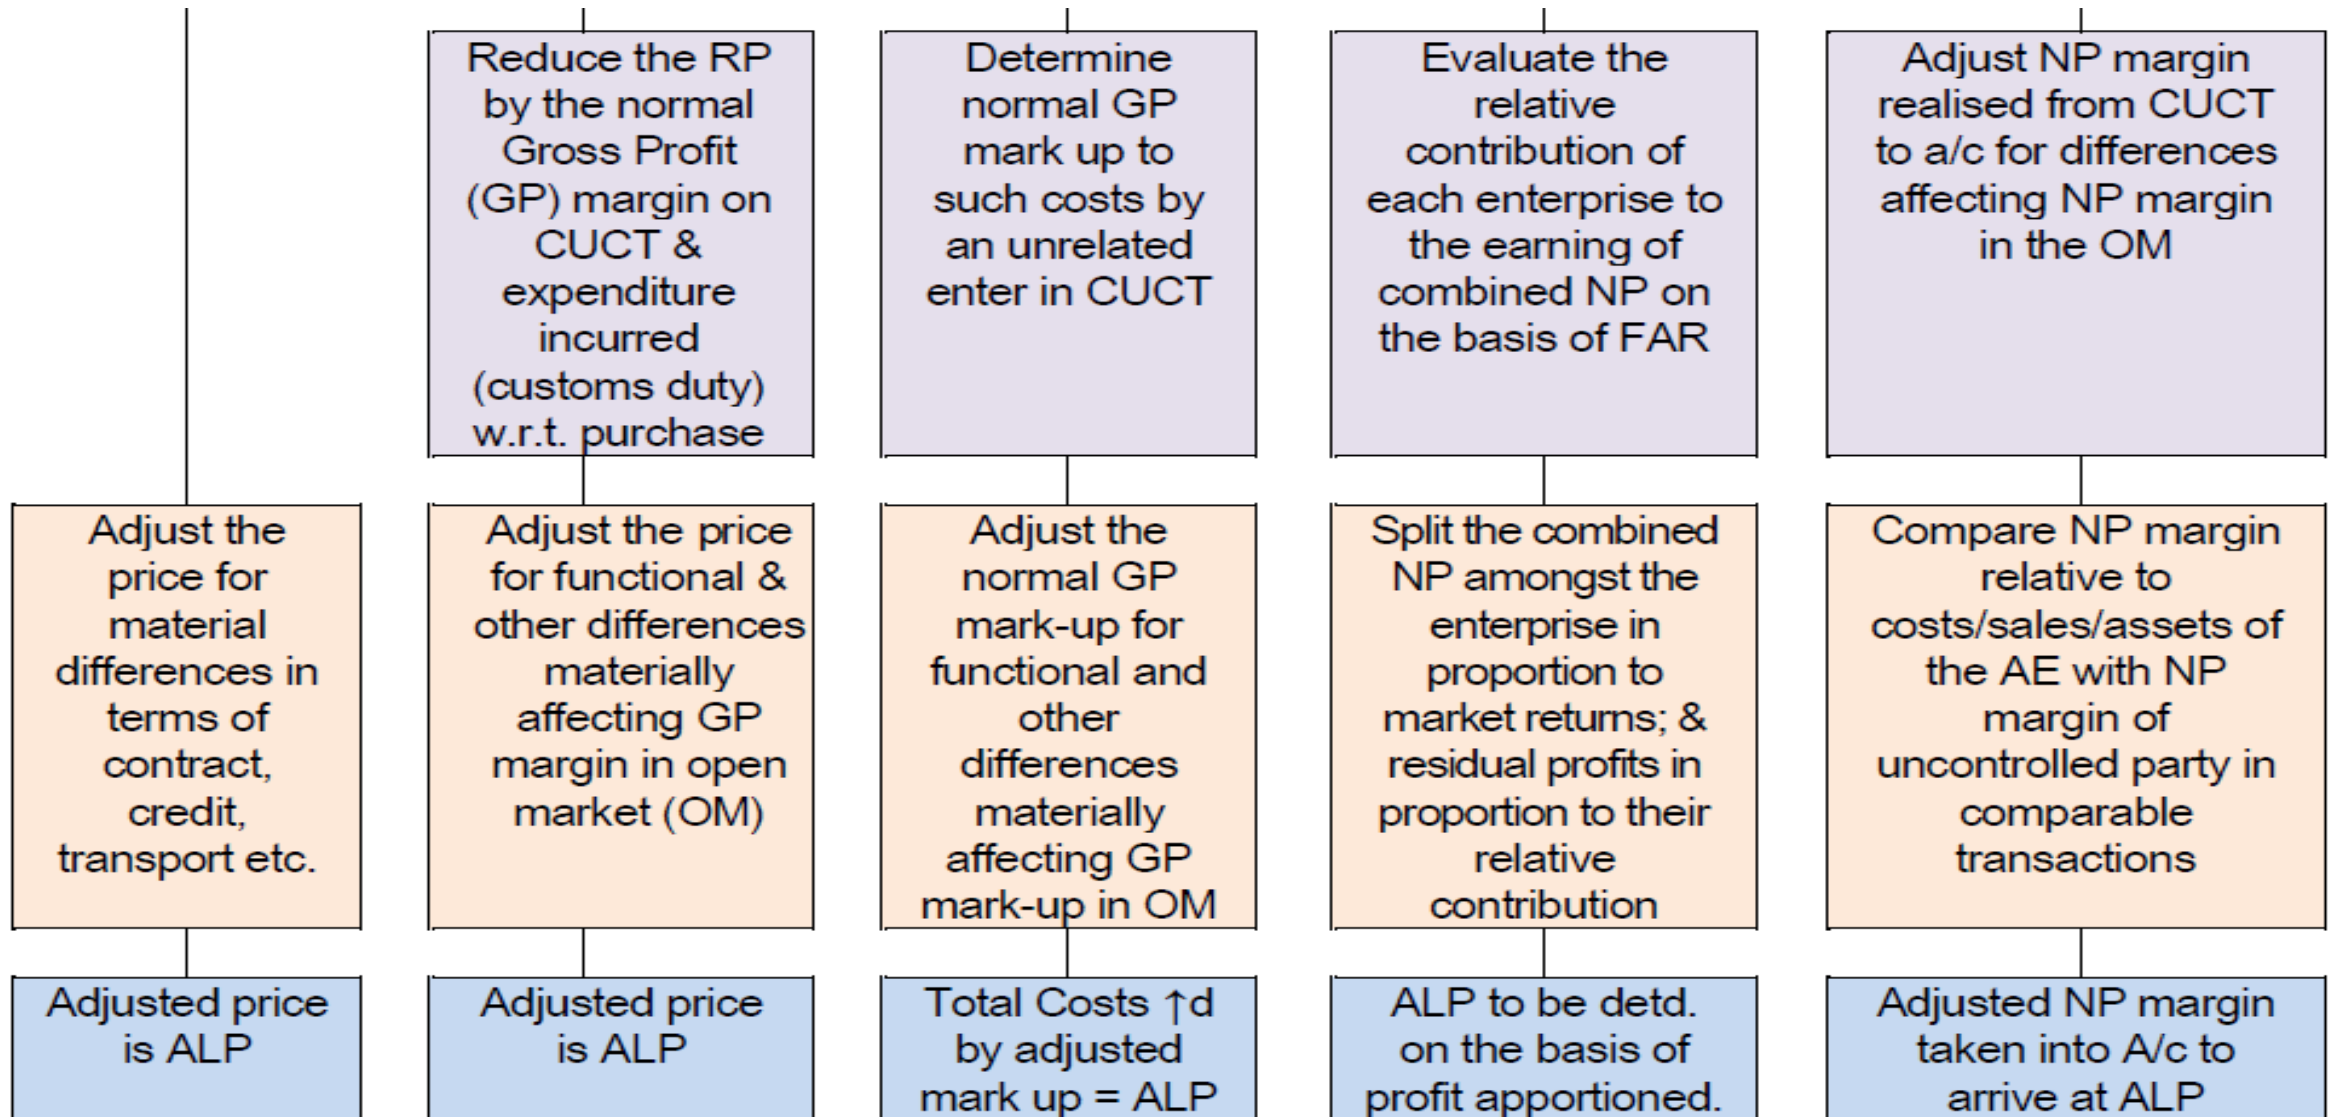 Reduce the RP
by the normal
Gross Profit
(GP) margin on
CUCT &
expenditure
incurred
(customs duty)
w.r.t. purchase
Determine
normal GP
mark up to
such costs by
an unrelated
enter in CUCT
Evaluate the
relative
contribution of
each enterprise to
the earning of
combined NP on
the basis of FAR
Adjust NP margin
realised from CUCT
to a/c for differences
affecting NP margin
in the OM
Adjust the
price for
material
differences in
terms of
contract,
credit,
transport etc.
Adjust the price
for functional &
other differences
materially
affecting GP
margin in open
market (OM)
Adjust the
normal GP
mark-up for
functional and
other
differences
materially
affecting GP
mark-up in OM
Split the combined
NP amongst the
enterprise in
proportion to
market returns; &
residual profits in
proportion to their
relative
contribution
Compare NP margin
relative to
costs/sales/assets of
the AE with NP
margin of
uncontrolled party in
comparable
transactions
Adjusted price
is ALP
Adjusted price
is ALP
Total Costs ↑d
by adjusted
mark up = ALP
ALP to be detd.
on the basis of
profit apportioned.
Adjusted NP margin
taken into A/c to
arrive at ALP